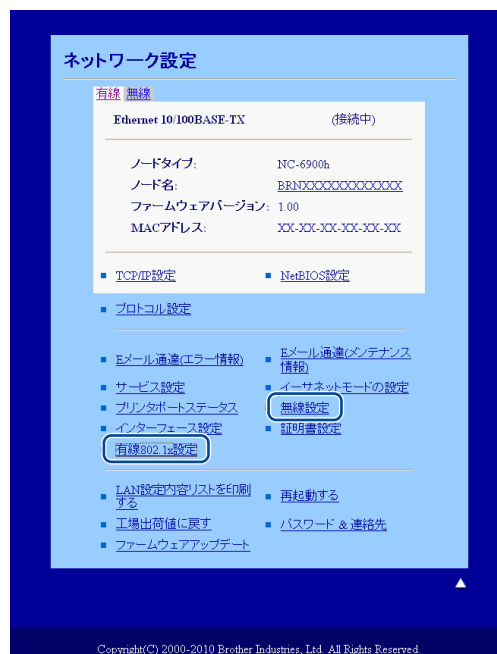 ネットワーク設定
有線 無線
Ethernet 10/100BASE-TX (接続中)
ノードタイプ: NC-6900h
ノード名: BRNXXXXXXXXXXXX
ファームウェアバージョン: 1.00
MACアドレス: XX-XX-XX-XX-XX-XX
TCP/IP設定 NetBIOS設定
プロトコル設定
Eメール通達(エラー情報) Eメール通達(メンテナンス
情報)
サービス設定 イーサネットモードの設定
プリンタポートステータス 無線設定
インターフェース設定 証明書設定
有線802.1x設定
LAN設定内容リストを印刷
する 再起動する
工場出荷値に戻す パスワード & 連絡先
ファームウェアアップデート
Copyright(C) 2000-2010 Brother Industries, Ltd. All Rights Reserved.